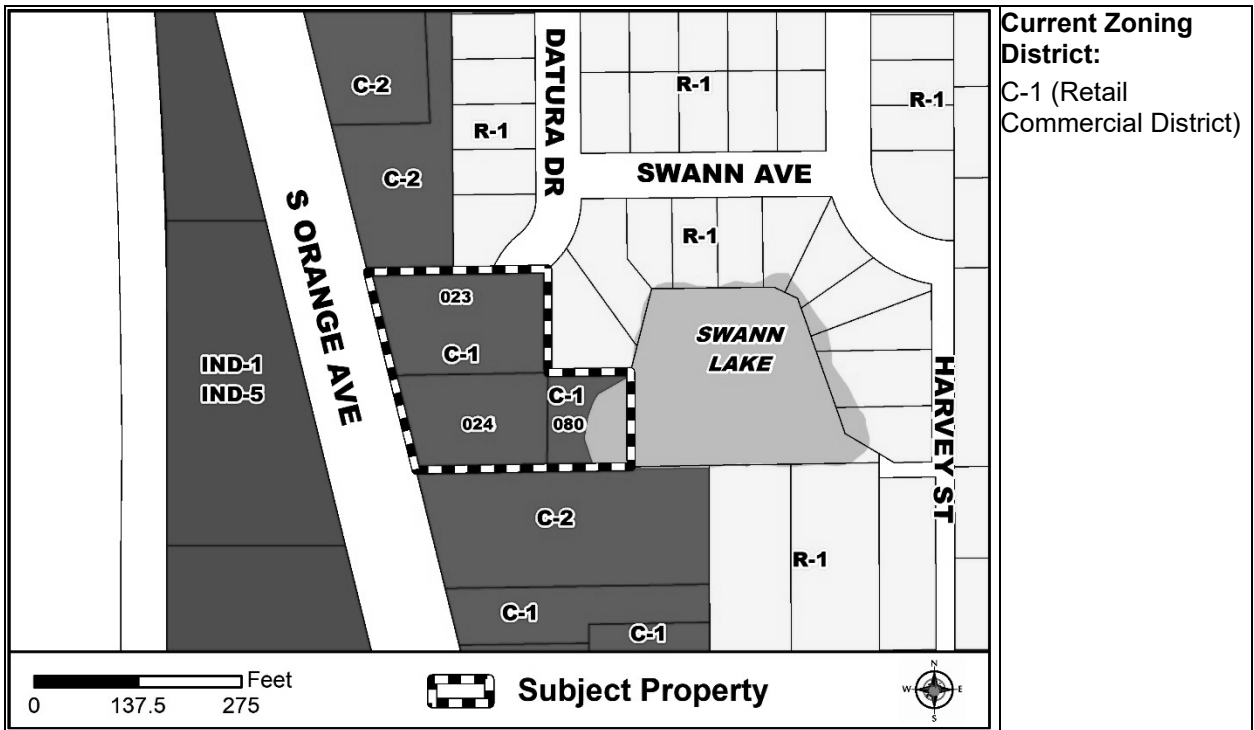 Current Zoning
District:
C-1 (Retail
Commercial District)
C-2
DATURA DR
R-1
R-1
R-1
C-2
SWANN AVE
S ORANGE AVE
R-1
023
C-1
SWANN
LAKE
IND-1
IND-5
C-1
024
080
HARVEY ST
C-2
R-1
C-1
C-1
Feet
0 137.5 275
Subject Property
N
W E
S